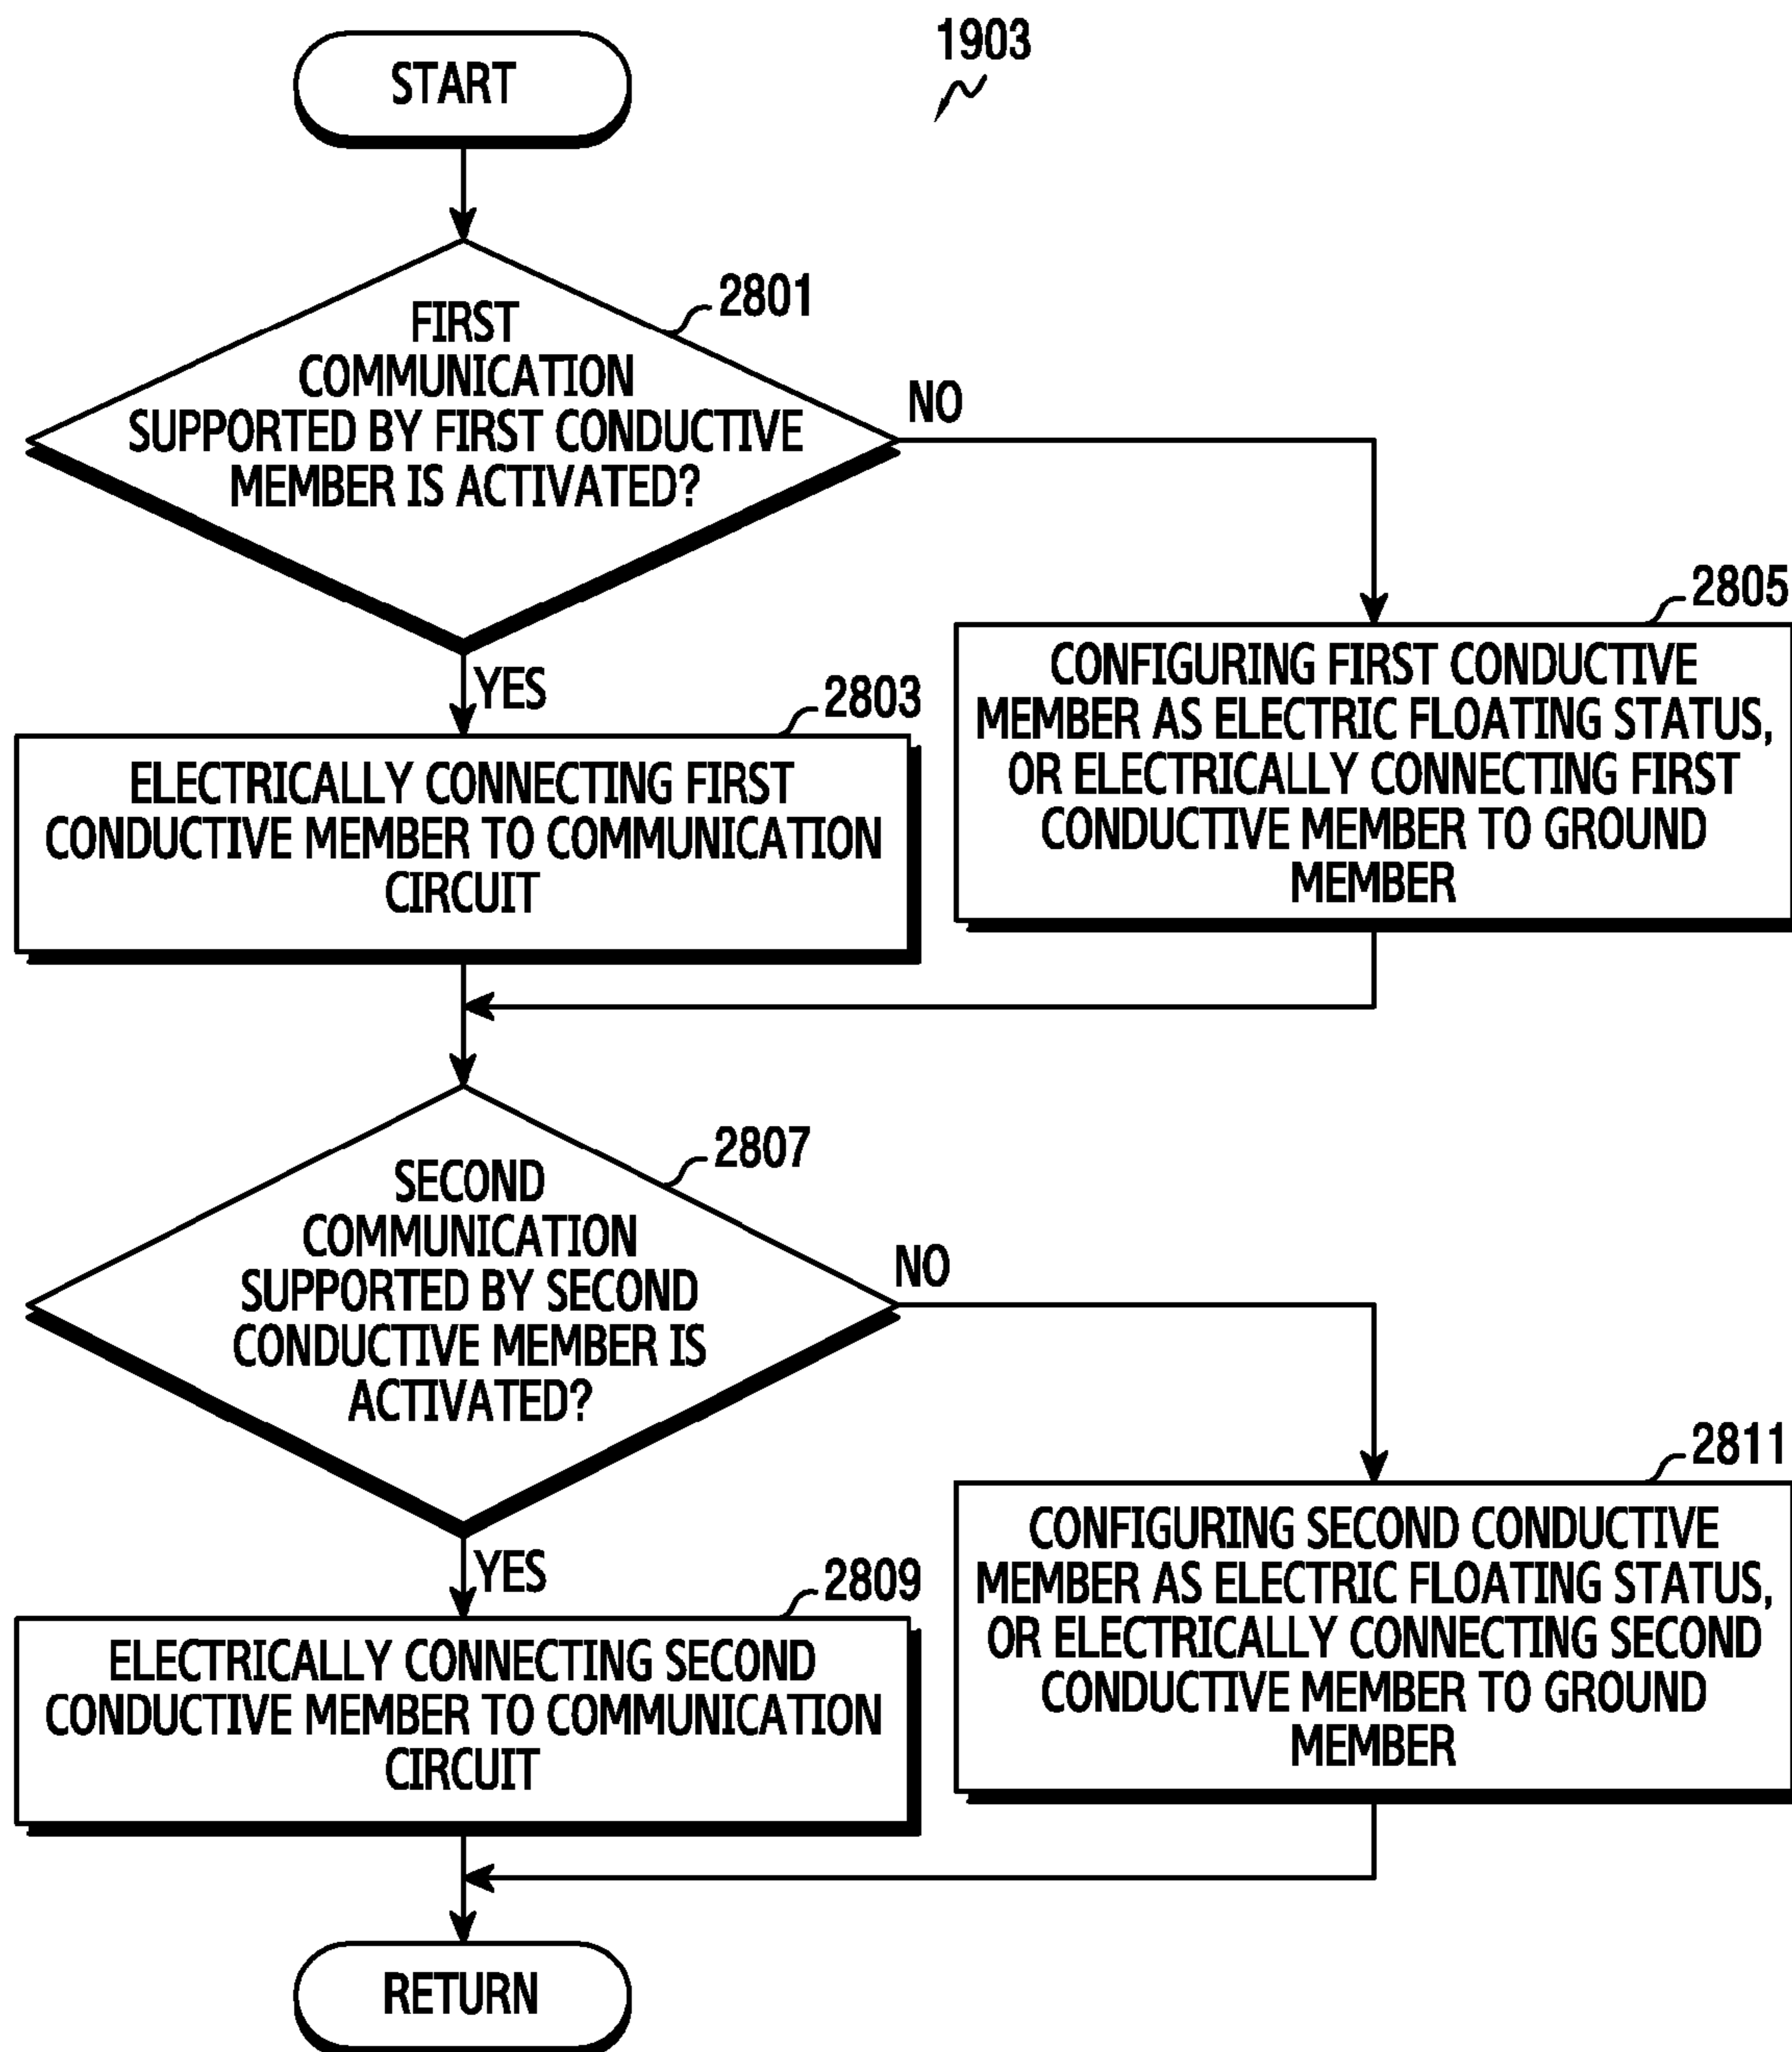 1903
START
2801
FIRST
COMMUNICATION
SUPPORTED BY FIRST CONDUCTIVE
MEMBER IS ACTIVATED?
NO
YES
2803
ELECTRICALLY CONNECTING FIRST
CONDUCTIVE MEMBER TO COMMUNICATION
CIRCUIT
2805
CONFIGURING FIRST CONDUCTIVE
MEMBER AS ELECTRIC FLOATING STATUS,
OR ELECTRICALLY CONNECTING FIRST
CONDUCTIVE MEMBER TO GROUND
MEMBER
2807
SECOND
COMMUNICATION
SUPPORTED BY SECOND
CONDUCTIVE MEMBER IS
ACTIVATED?
NO
YES
2809
ELECTRICALLY CONNECTING SECOND
CONDUCTIVE MEMBER TO COMMUNICATION
CIRCUIT
2811
CONFIGURING SECOND CONDUCTIVE
MEMBER AS ELECTRIC FLOATING STATUS,
OR ELECTRICALLY CONNECTING SECOND
CONDUCTIVE MEMBER TO GROUND
MEMBER
RETURN